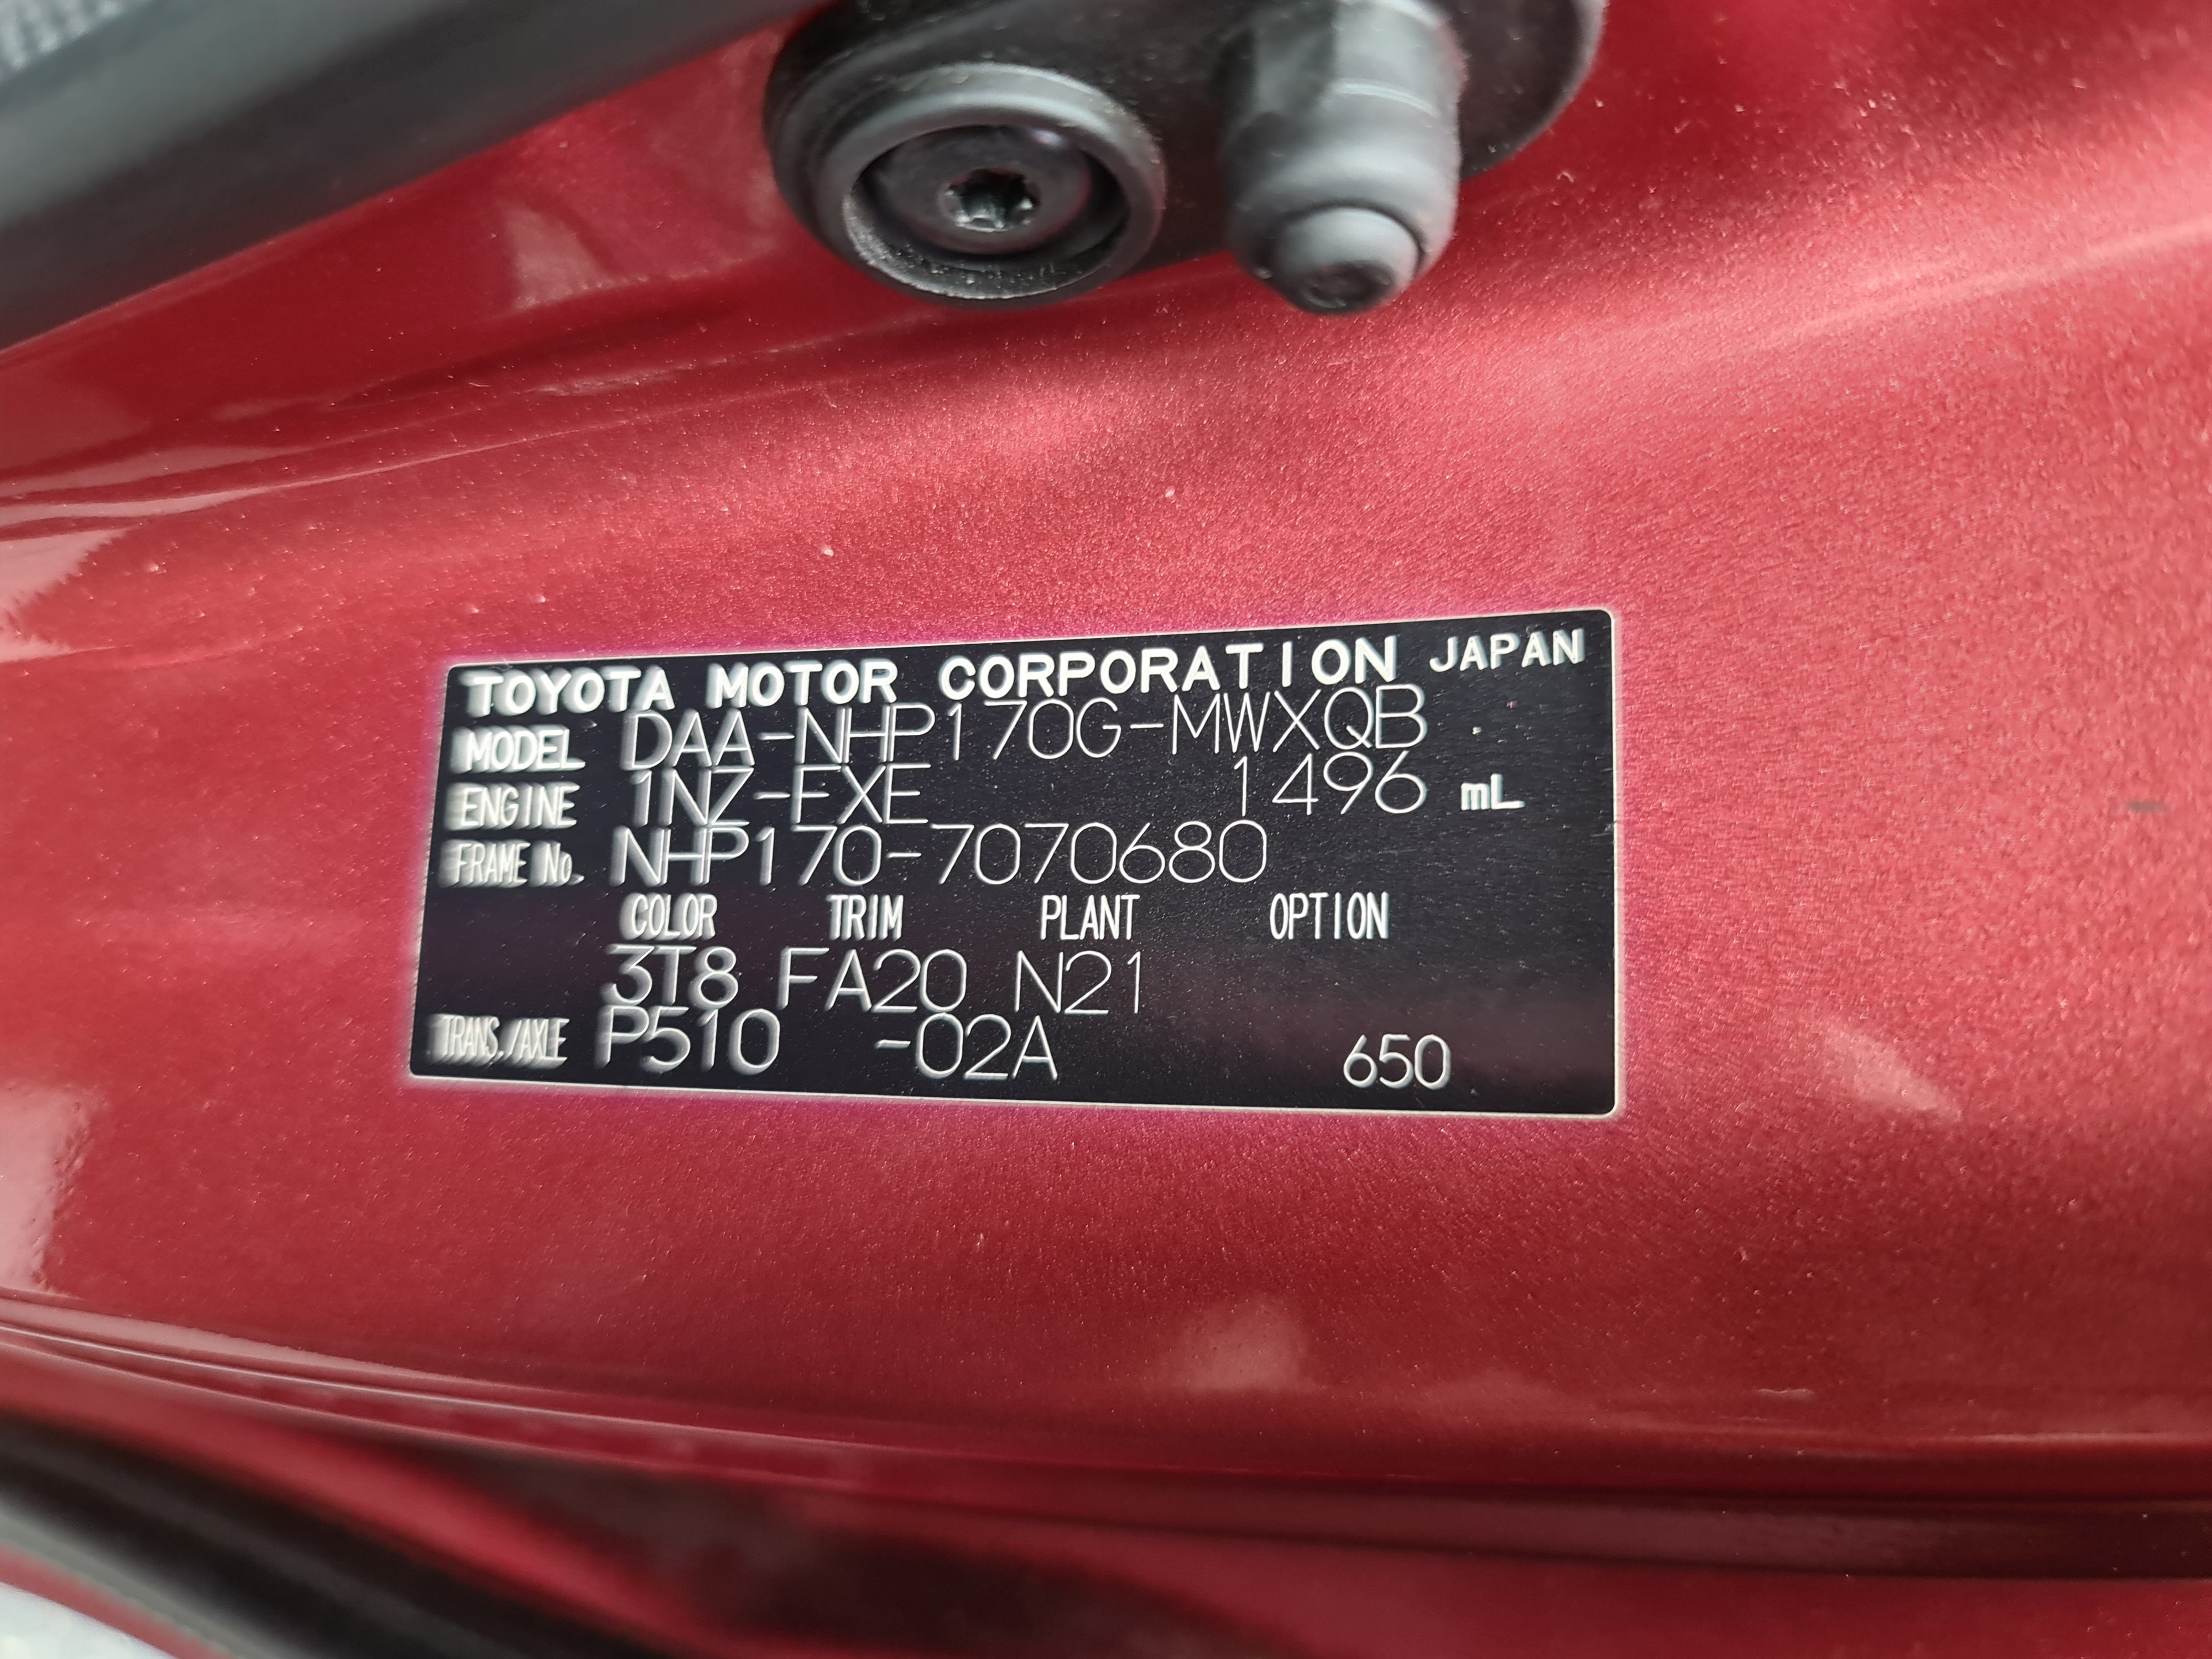 TOYOTA MOTOR CORPORATION JAPAN
MODEL DAA-NHP170G-MWXQB
ENGINE 1NZ-FXE 1496 mL
FRAME No. NHP170-7070680
COLOR TRIM PLANT OPTION
3T8 FA20 N21
TRANS./AXLE P510 -02A 650